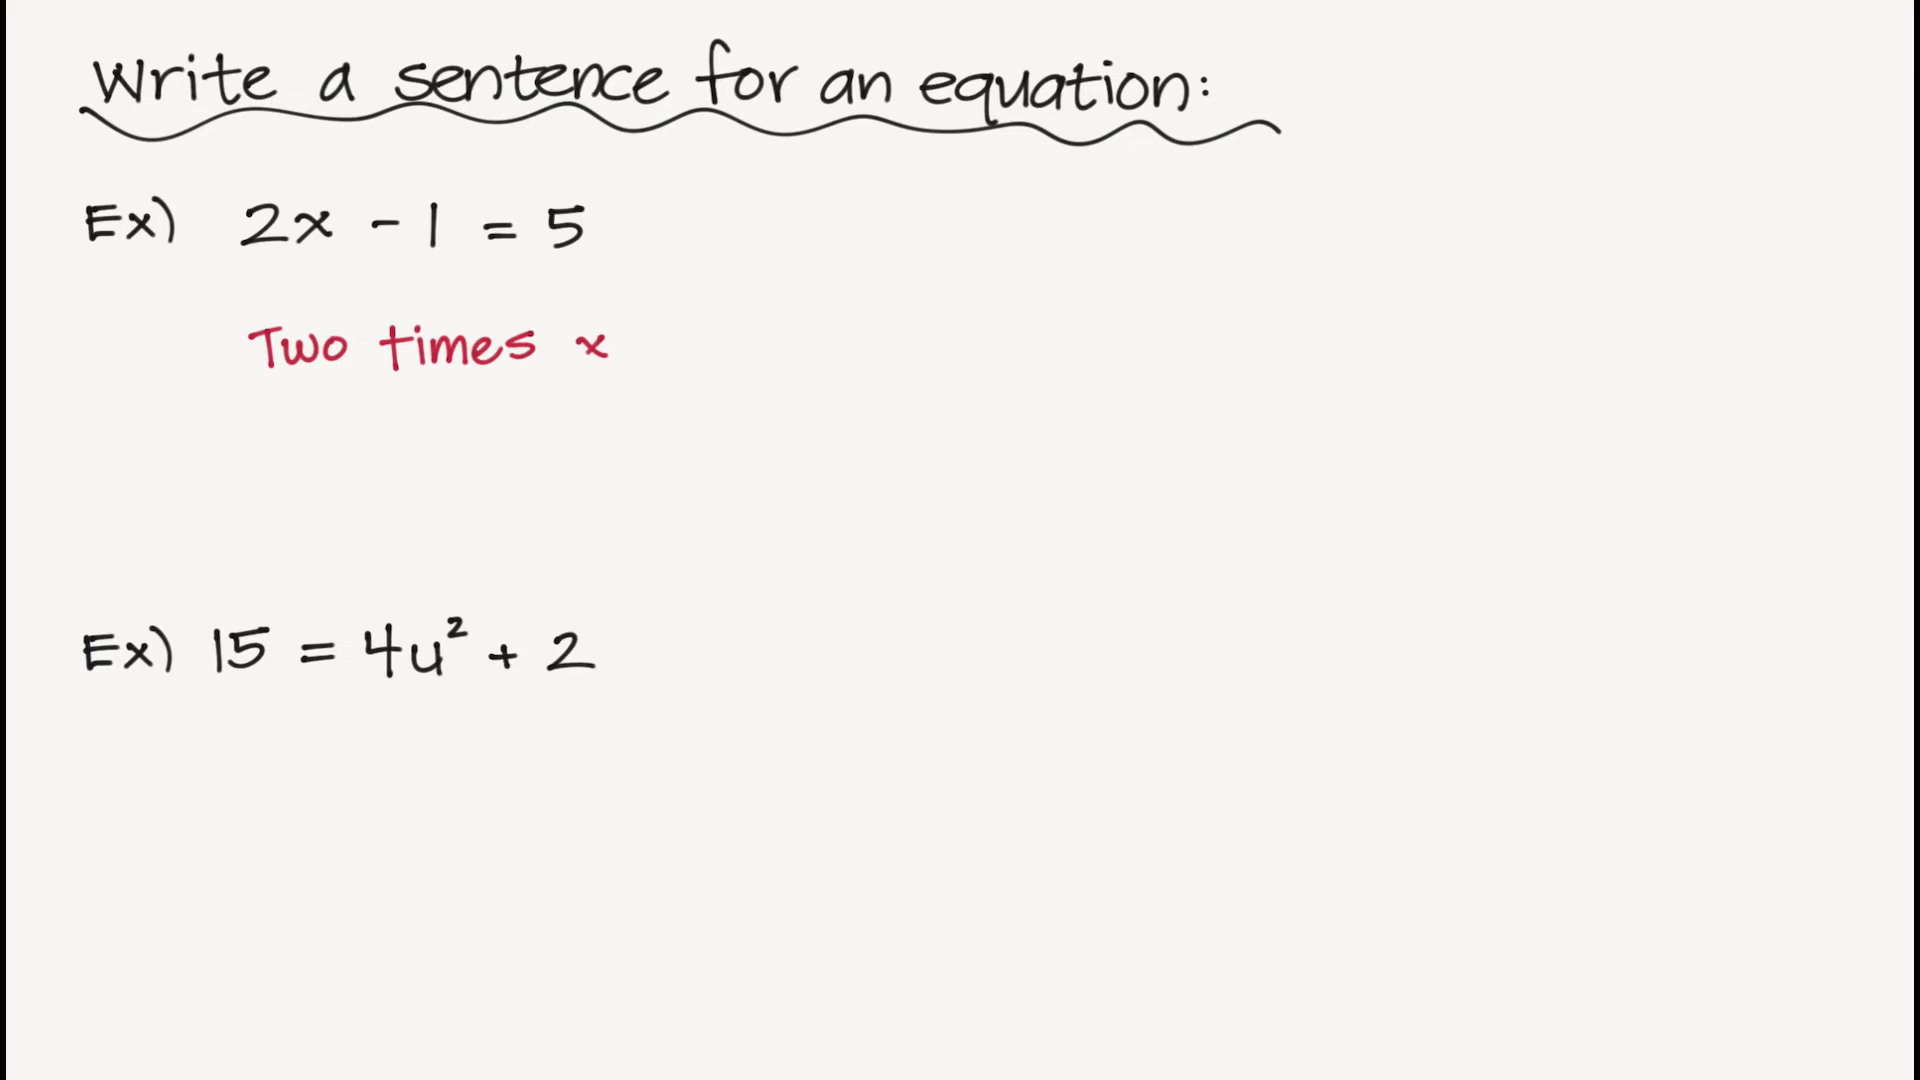 Write a sentence for an equation:
Ex) 2x - 1 = 5
Two times x
Ex) 15 = 4u² + 2